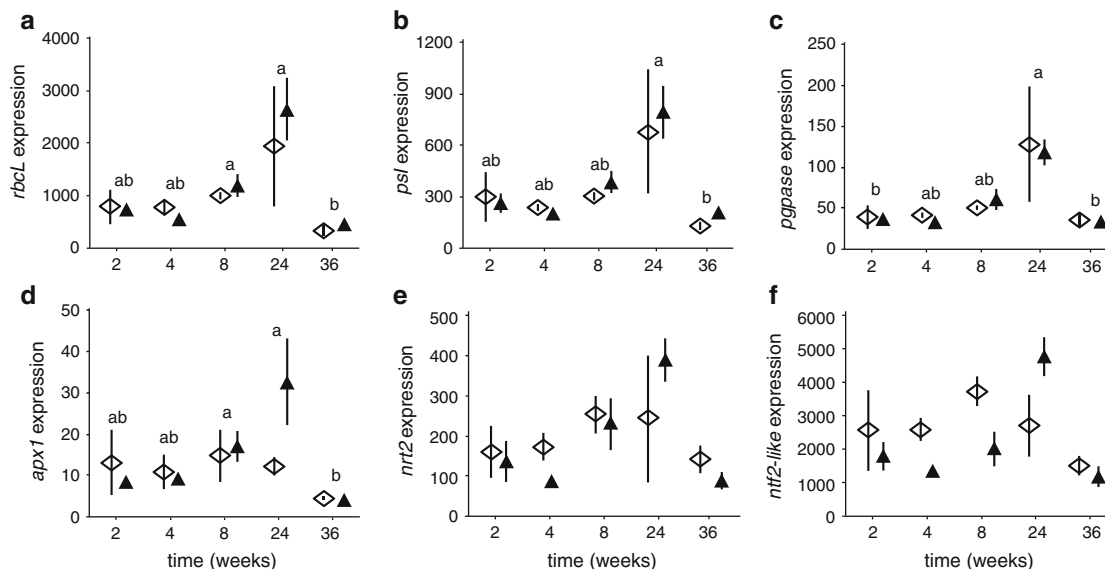 a
b
c
rbcL expression
4000
3000
2000
1000
0
ab
ab
a
a
b
2
4
8
24
36
psI expression
1200
900
600
300
0
ab
ab
ab
a
b
2
4
8
24
36
pgpase expression
250
200
150
100
50
0
b
ab
ab
a
b
2
4
8
24
36
d
e
f
apx1 expression
50
40
30
20
10
0
ab
ab
a
a
b
2
4
8
24
36
time (weeks)
nrt2 expression
500
400
300
200
100
0
2
4
8
24
36
time (weeks)
ntf2-like expression
6000
5000
4000
3000
2000
1000
0
2
4
8
24
36
time (weeks)